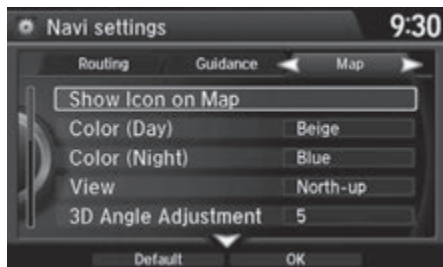 Navi settings 9:30
Routing Guidance Map
Show Icon on Map
Color (Day) Beige
Color (Night) Blue
View North-up
3D Angle Adjustment 5
Default OK